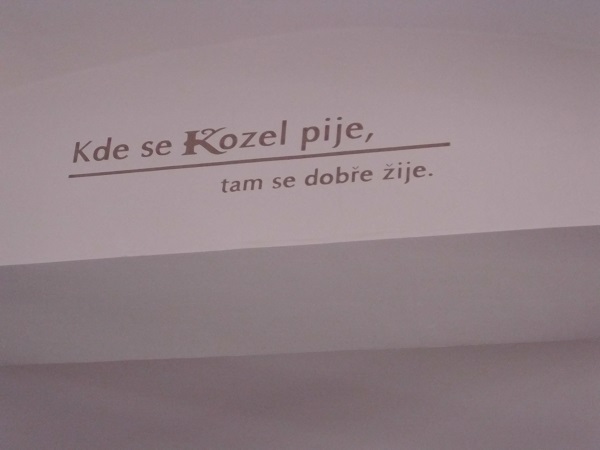 Kde se Kozel pije,
tam se dobře žije.